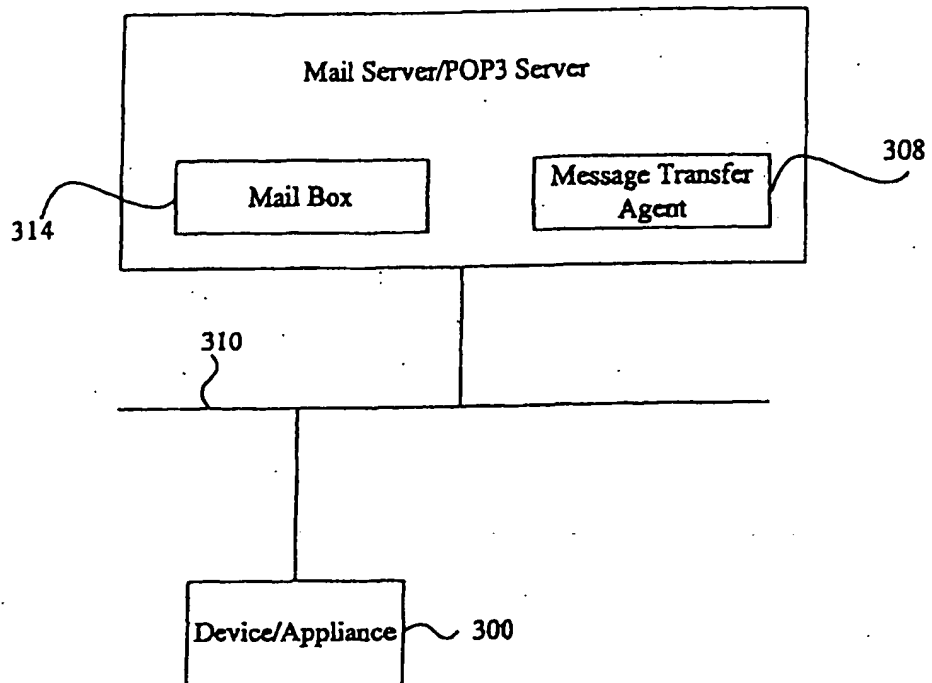 Mail Server/POP3 Server
308
Mail Box
Message Transfer
Agent
314
310
Device/Appliance
300